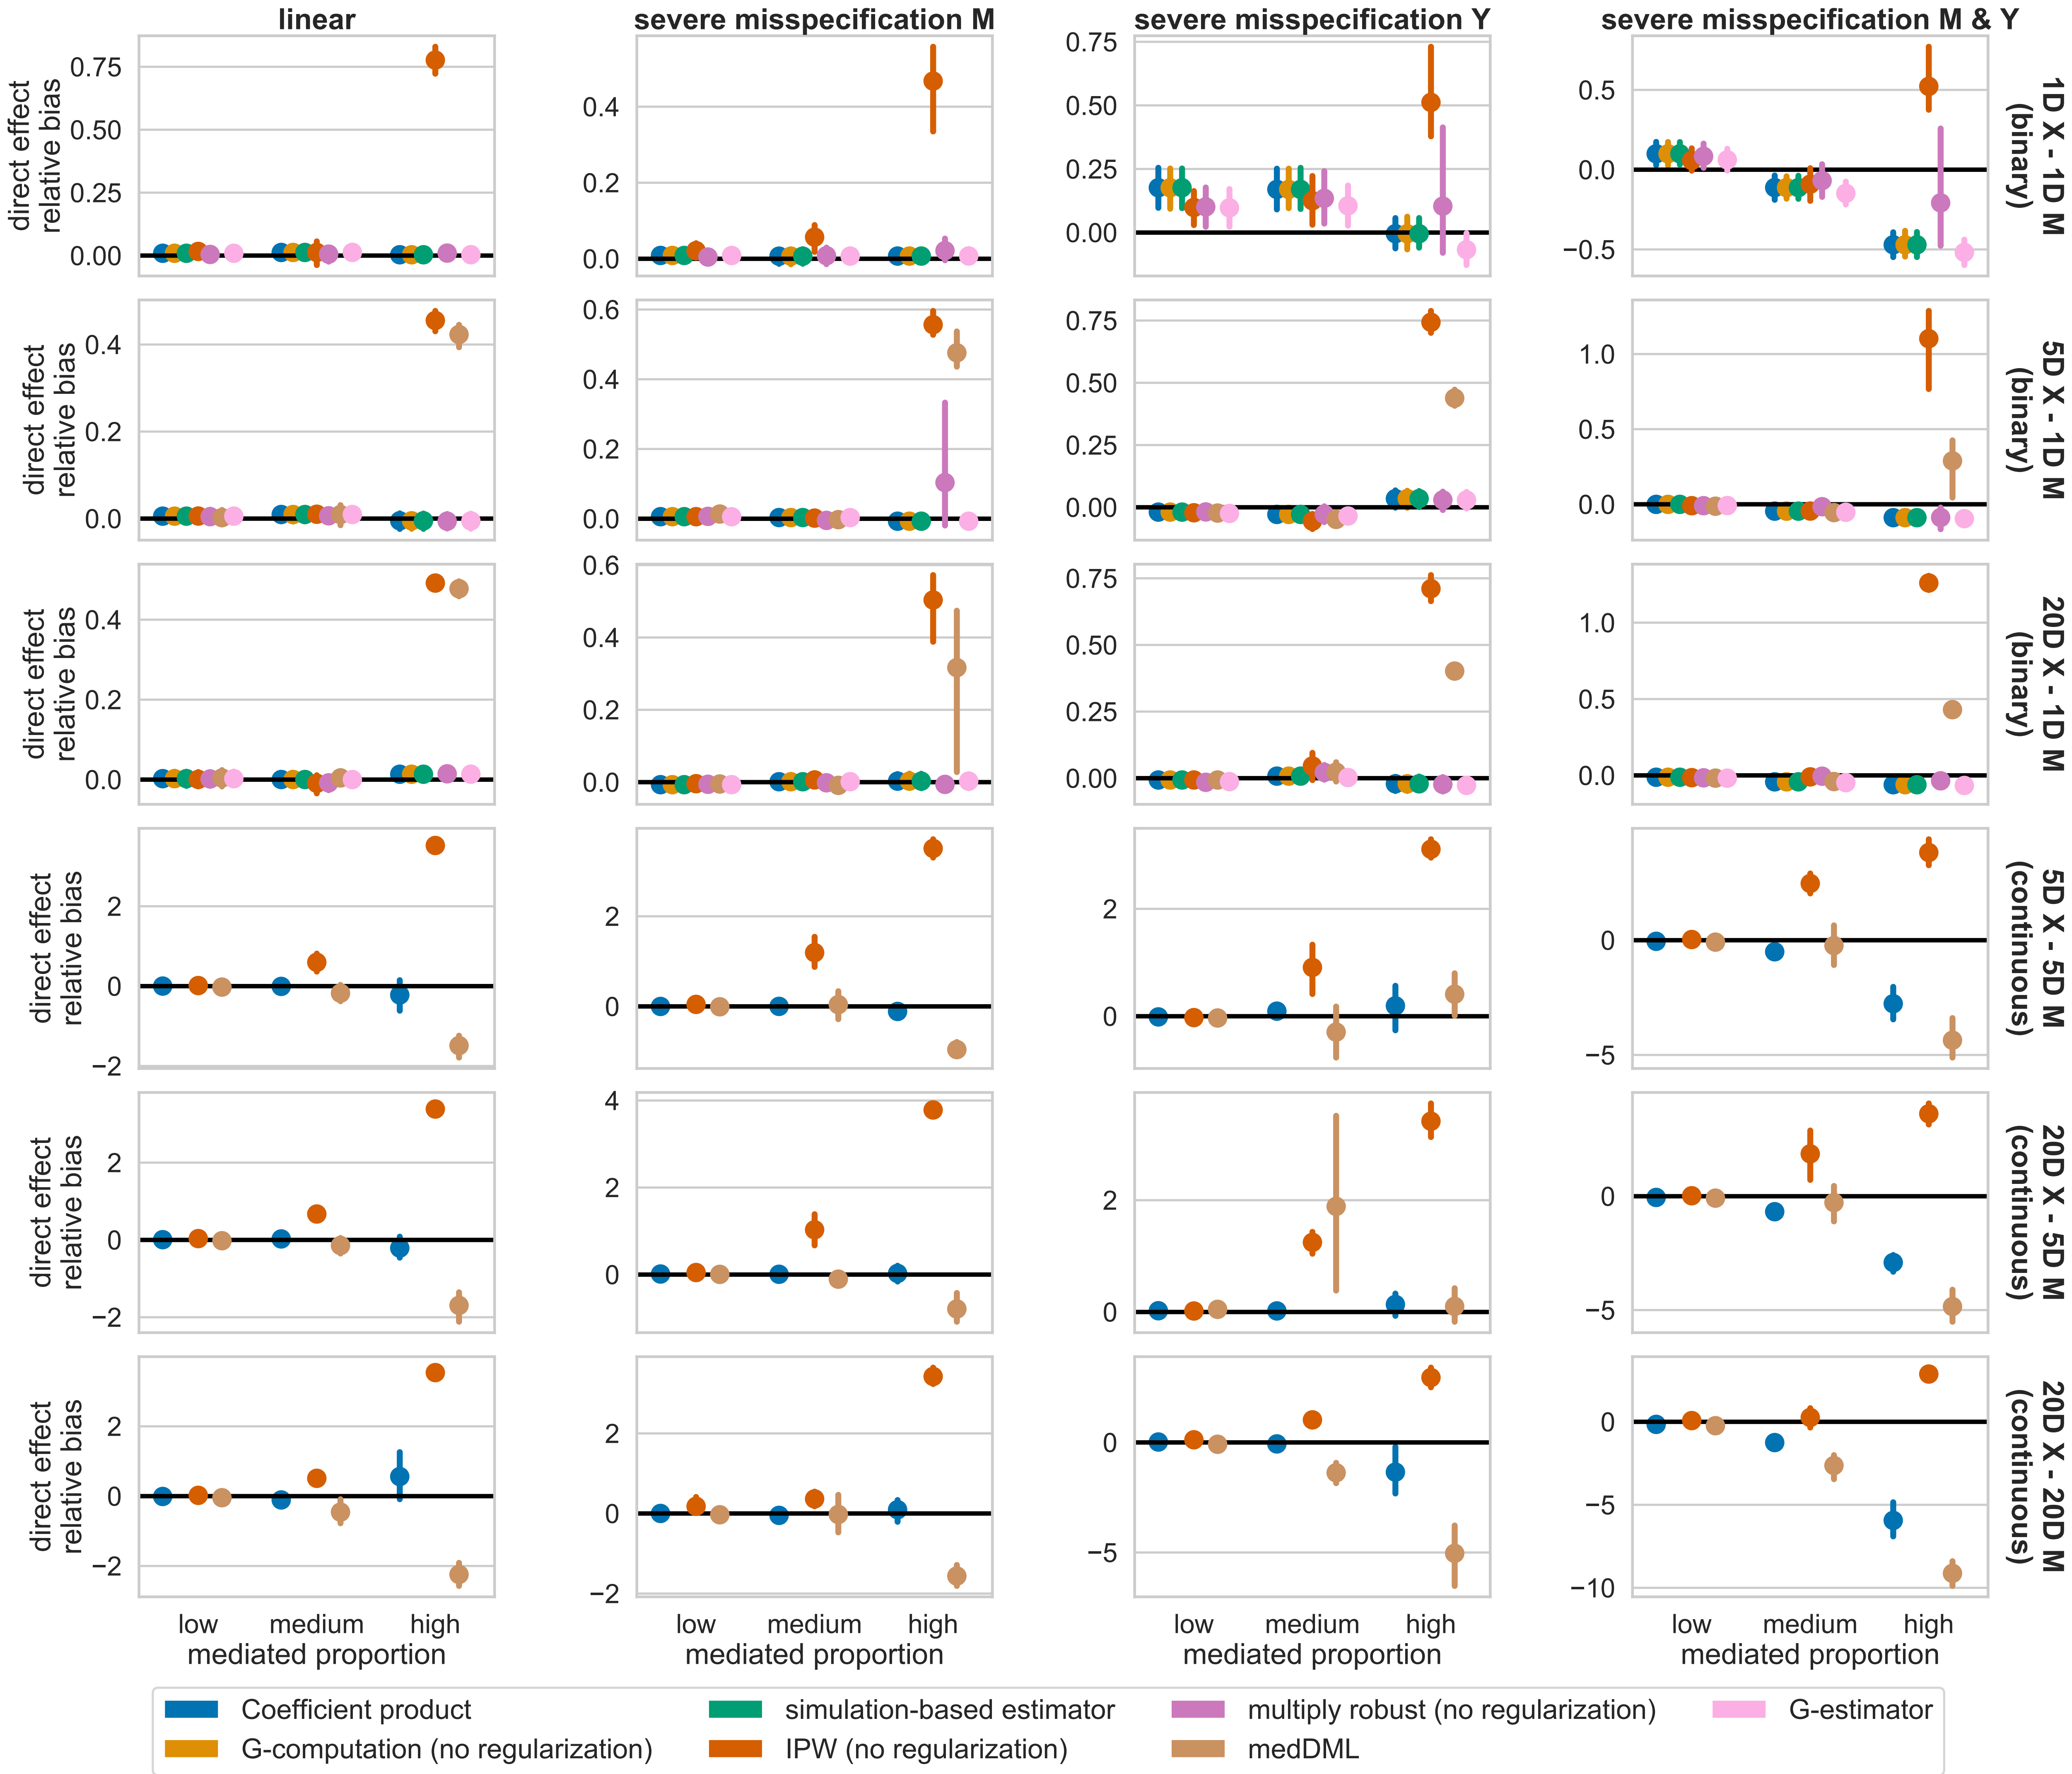 linear
severe misspecification M
severe misspecification Y
severe misspecification M & Y
direct effect
relative bias
0.75
0.50
0.25
0.00
0.4
0.2
0.0
0.75
0.50
0.25
0.00
0.5
0.0
−0.5
1D X - 1D M
(binary)
direct effect
relative bias
0.4
0.2
0.0
0.6
0.4
0.2
0.0
0.75
0.50
0.25
0.00
1.0
0.5
0.0
5D X - 1D M
(binary)
direct effect
relative bias
0.4
0.2
0.0
0.6
0.4
0.2
0.0
0.75
0.50
0.25
0.00
1.0
0.5
0.0
20D X - 1D M
(binary)
direct effect
relative bias
2
0
−2
2
0
2
0
0
−5
5D X - 5D M
(continuous)
direct effect
relative bias
2
0
−2
4
2
0
2
0
0
−5
20D X - 5D M
(continuous)
direct effect
relative bias
2
0
−2
2
0
−2
0
−5
0
−5
−10
20D X - 20D M
(continuous)
low medium high
mediated proportion
low medium high
mediated proportion
low medium high
mediated proportion
low medium high
mediated proportion
Coefficient product
G-computation (no regularization)
simulation-based estimator
IPW (no regularization)
multiply robust (no regularization)
medDML
G-estimator